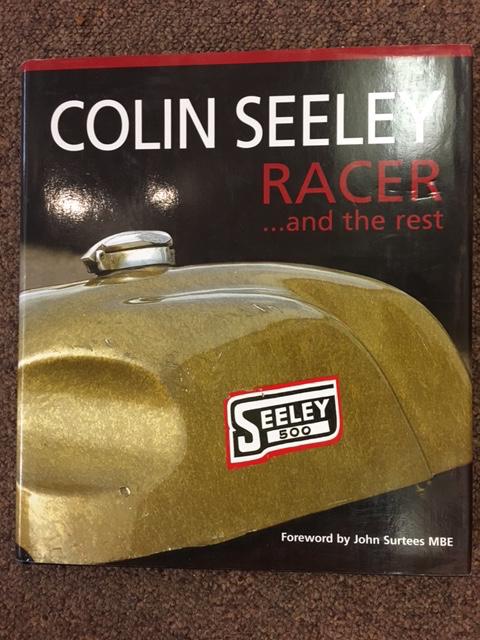 COLIN SEELEY
RACER
...and the rest
SEELEY
500
Foreword by John Surtees MBE